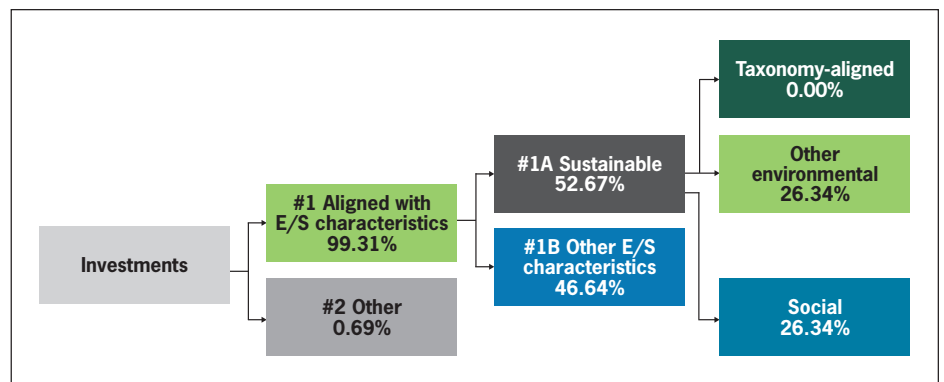 Investments
#1 Aligned with
E/S characteristics
99.31%
#2 Other
0.69%
#1A Sustainable
52.67%
#1B Other E/S
characteristics
46.64%
Taxonomy-aligned
0.00%
Other
environmental
26.34%
Social
26.34%